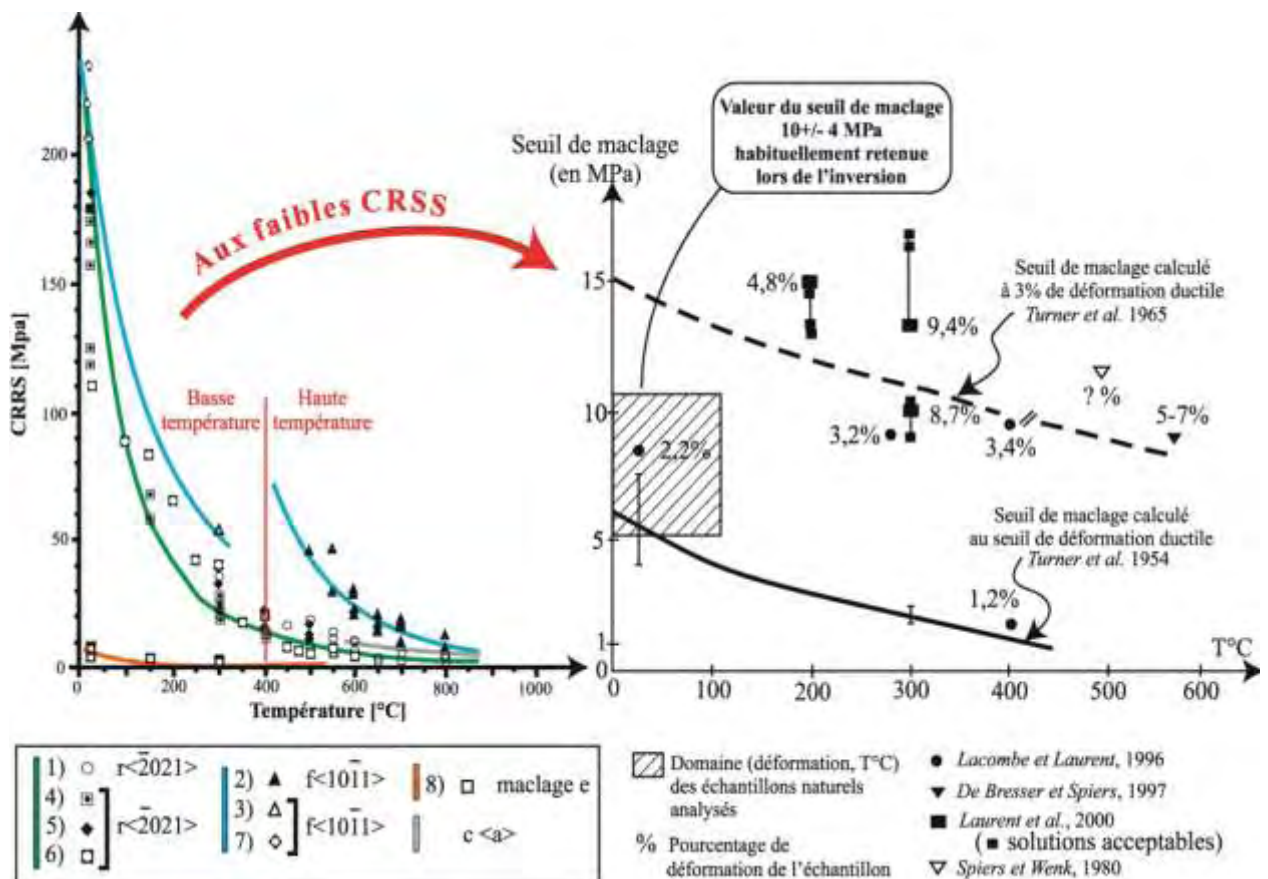 CRRS [Mpa]
200
150
100
50
0
0
200
400
600
800
1000
Température [°C]
Basse
température
Haute
température
Aux faibles CRSS
Seuil de maclage
(en MPa)
Valeur du seuil de maclage
10+/- 4 MPa
habituellement retenue
lors de l'inversion
15
10
5
1
0
0
100
200
300
400
500
600
T°C
4,8%
9,4%
2,2%
3,2%
8,7%
3,4%
? %
5-7%
1,2%
Seuil de maclage calculé
à 3% de déformation ductile
Turner et al. 1965
Seuil de maclage calculé
au seuil de déformation ductile
Turner et al. 1954
1) r<2̄021>
4)
5) r<2̄021>
6)
2) f<101̄1>
3) f<101̄1>
7)
8) maclage e
c <a>
Domaine (déformation, T°C)
des échantillons naturels
analysés
% Pourcentage de
déformation de l'échantillon
Lacombe et Laurent, 1996
De Bresser et Spiers, 1997
Laurent et al., 2000
( ■ solutions acceptables)
Spiers et Wenk, 1980